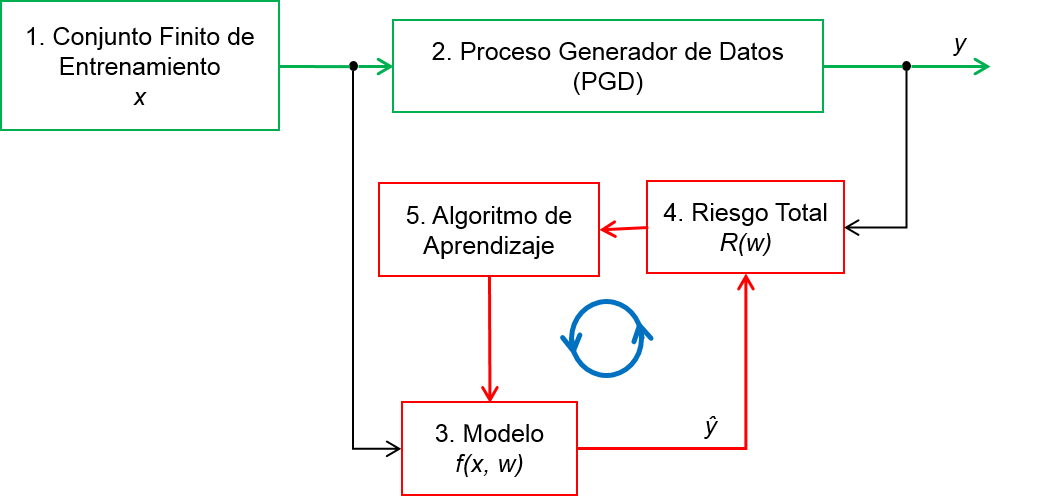 1. Conjunto Finito de
Entrenamiento
x
2. Proceso Generador de Datos
(PGD)
y
5. Algoritmo de
Aprendizaje
4. Riesgo Total
R(w)
3. Modelo
f(x, w)
ŷ